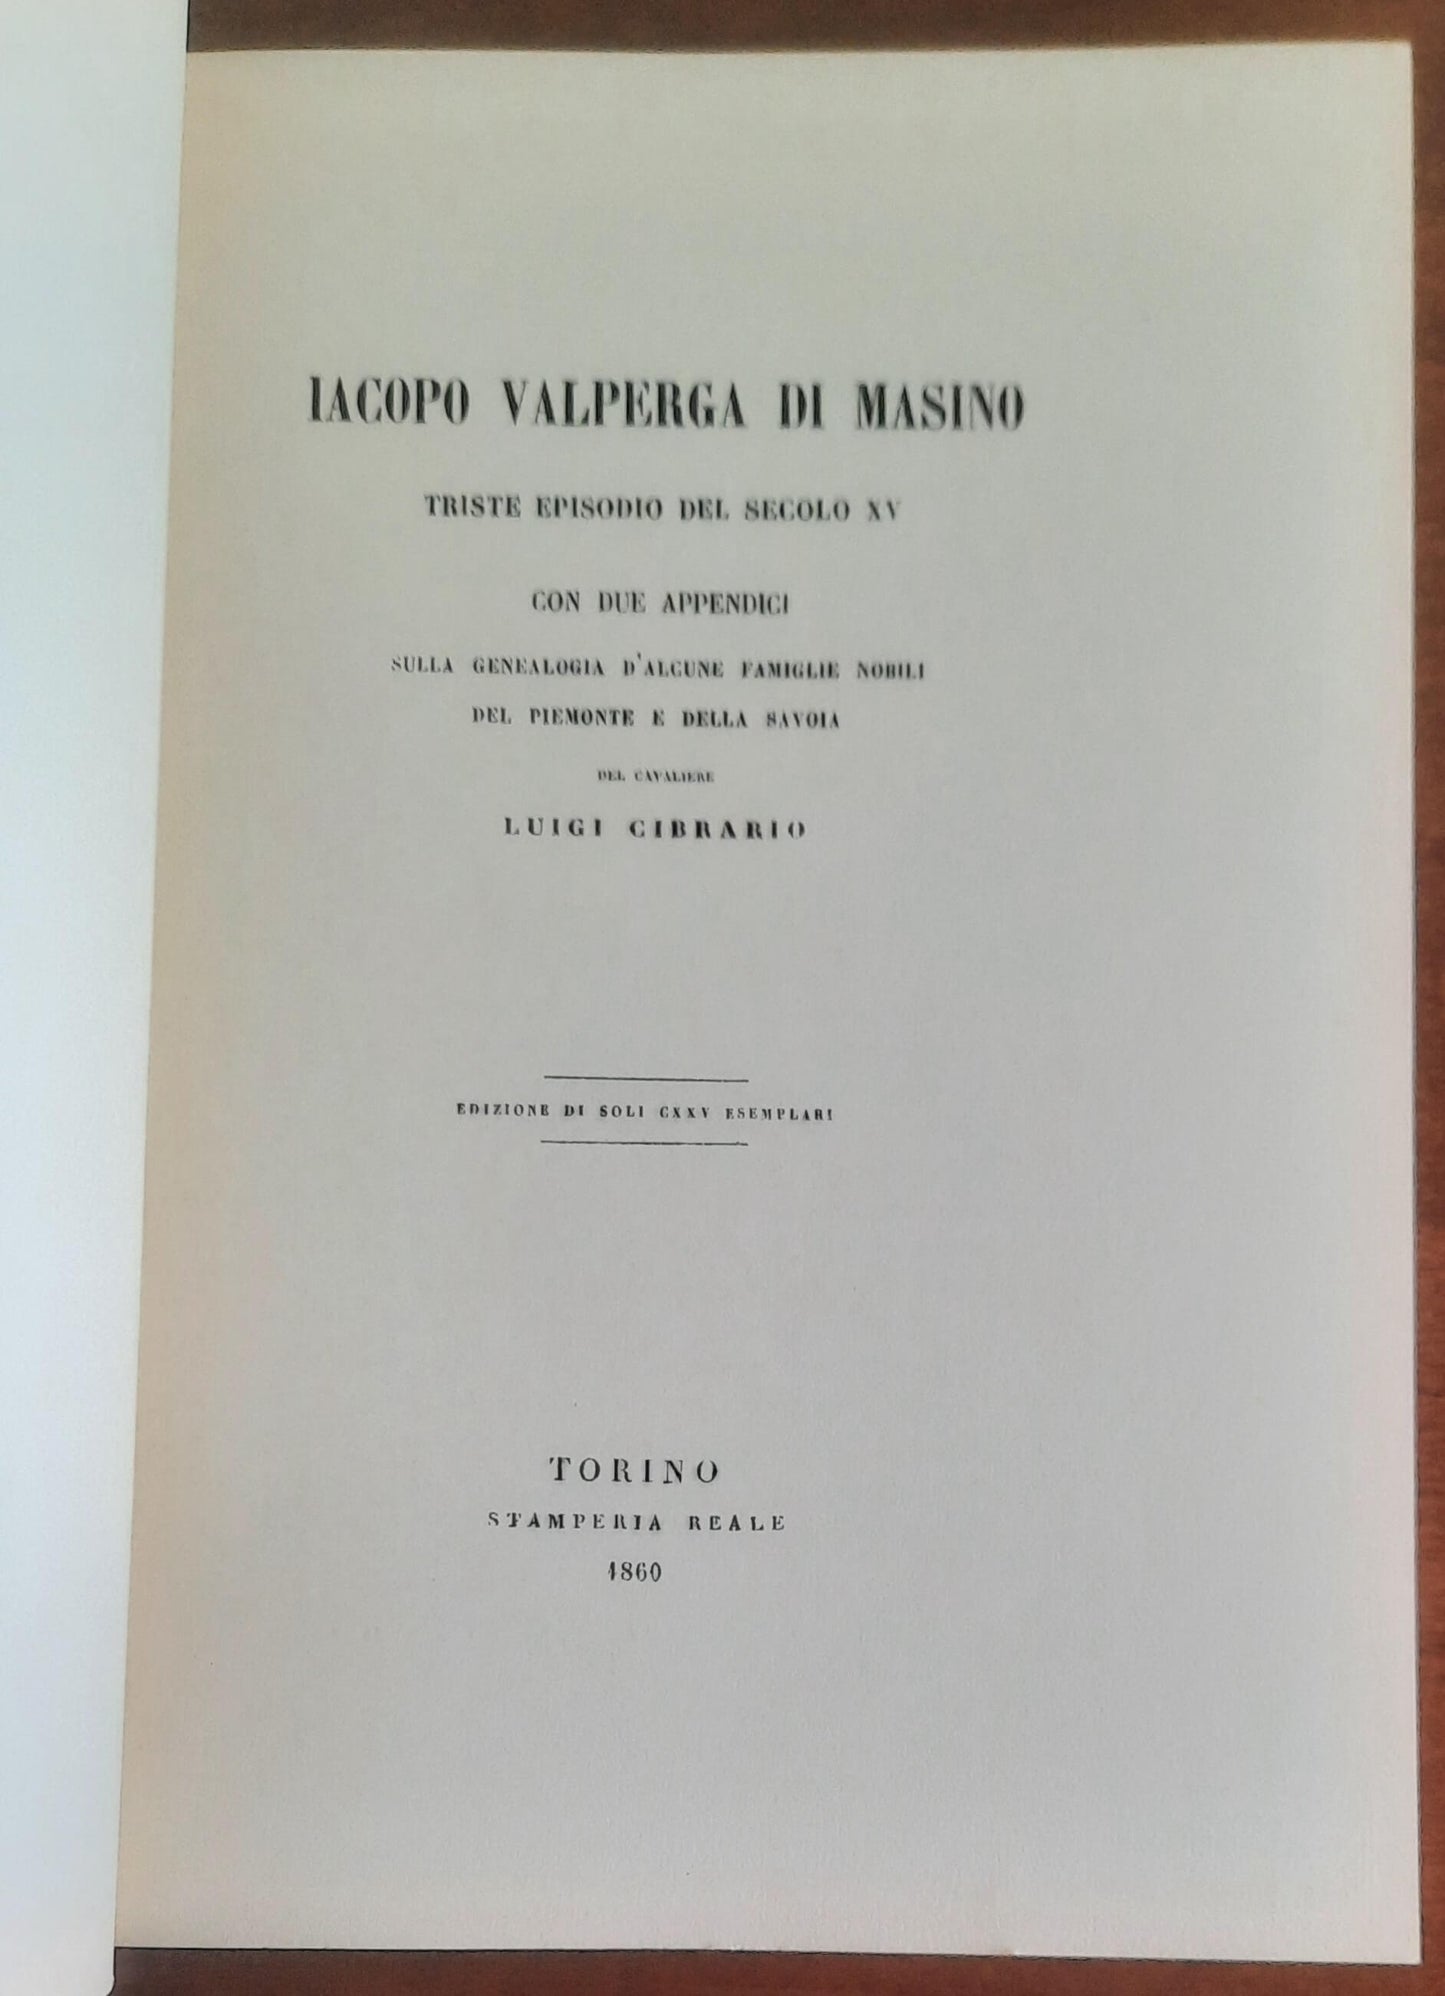 IACOPO VALPERGA DI MASINO
TRISTE EPISODIO DEL SECOLO XV
CON DUE APPENDICI
SULLA GENEALOGIA D'ALCUNE FAMIGLIE NOBILI
DEL PIEMONTE E DELLA SAVOIA
DEL CAVALIERE
LUIGI CIBRARIO
EDIZIONE DI SOLI CXXV ESEMPLARI
TORINO
STAMPERIA REALE
1860